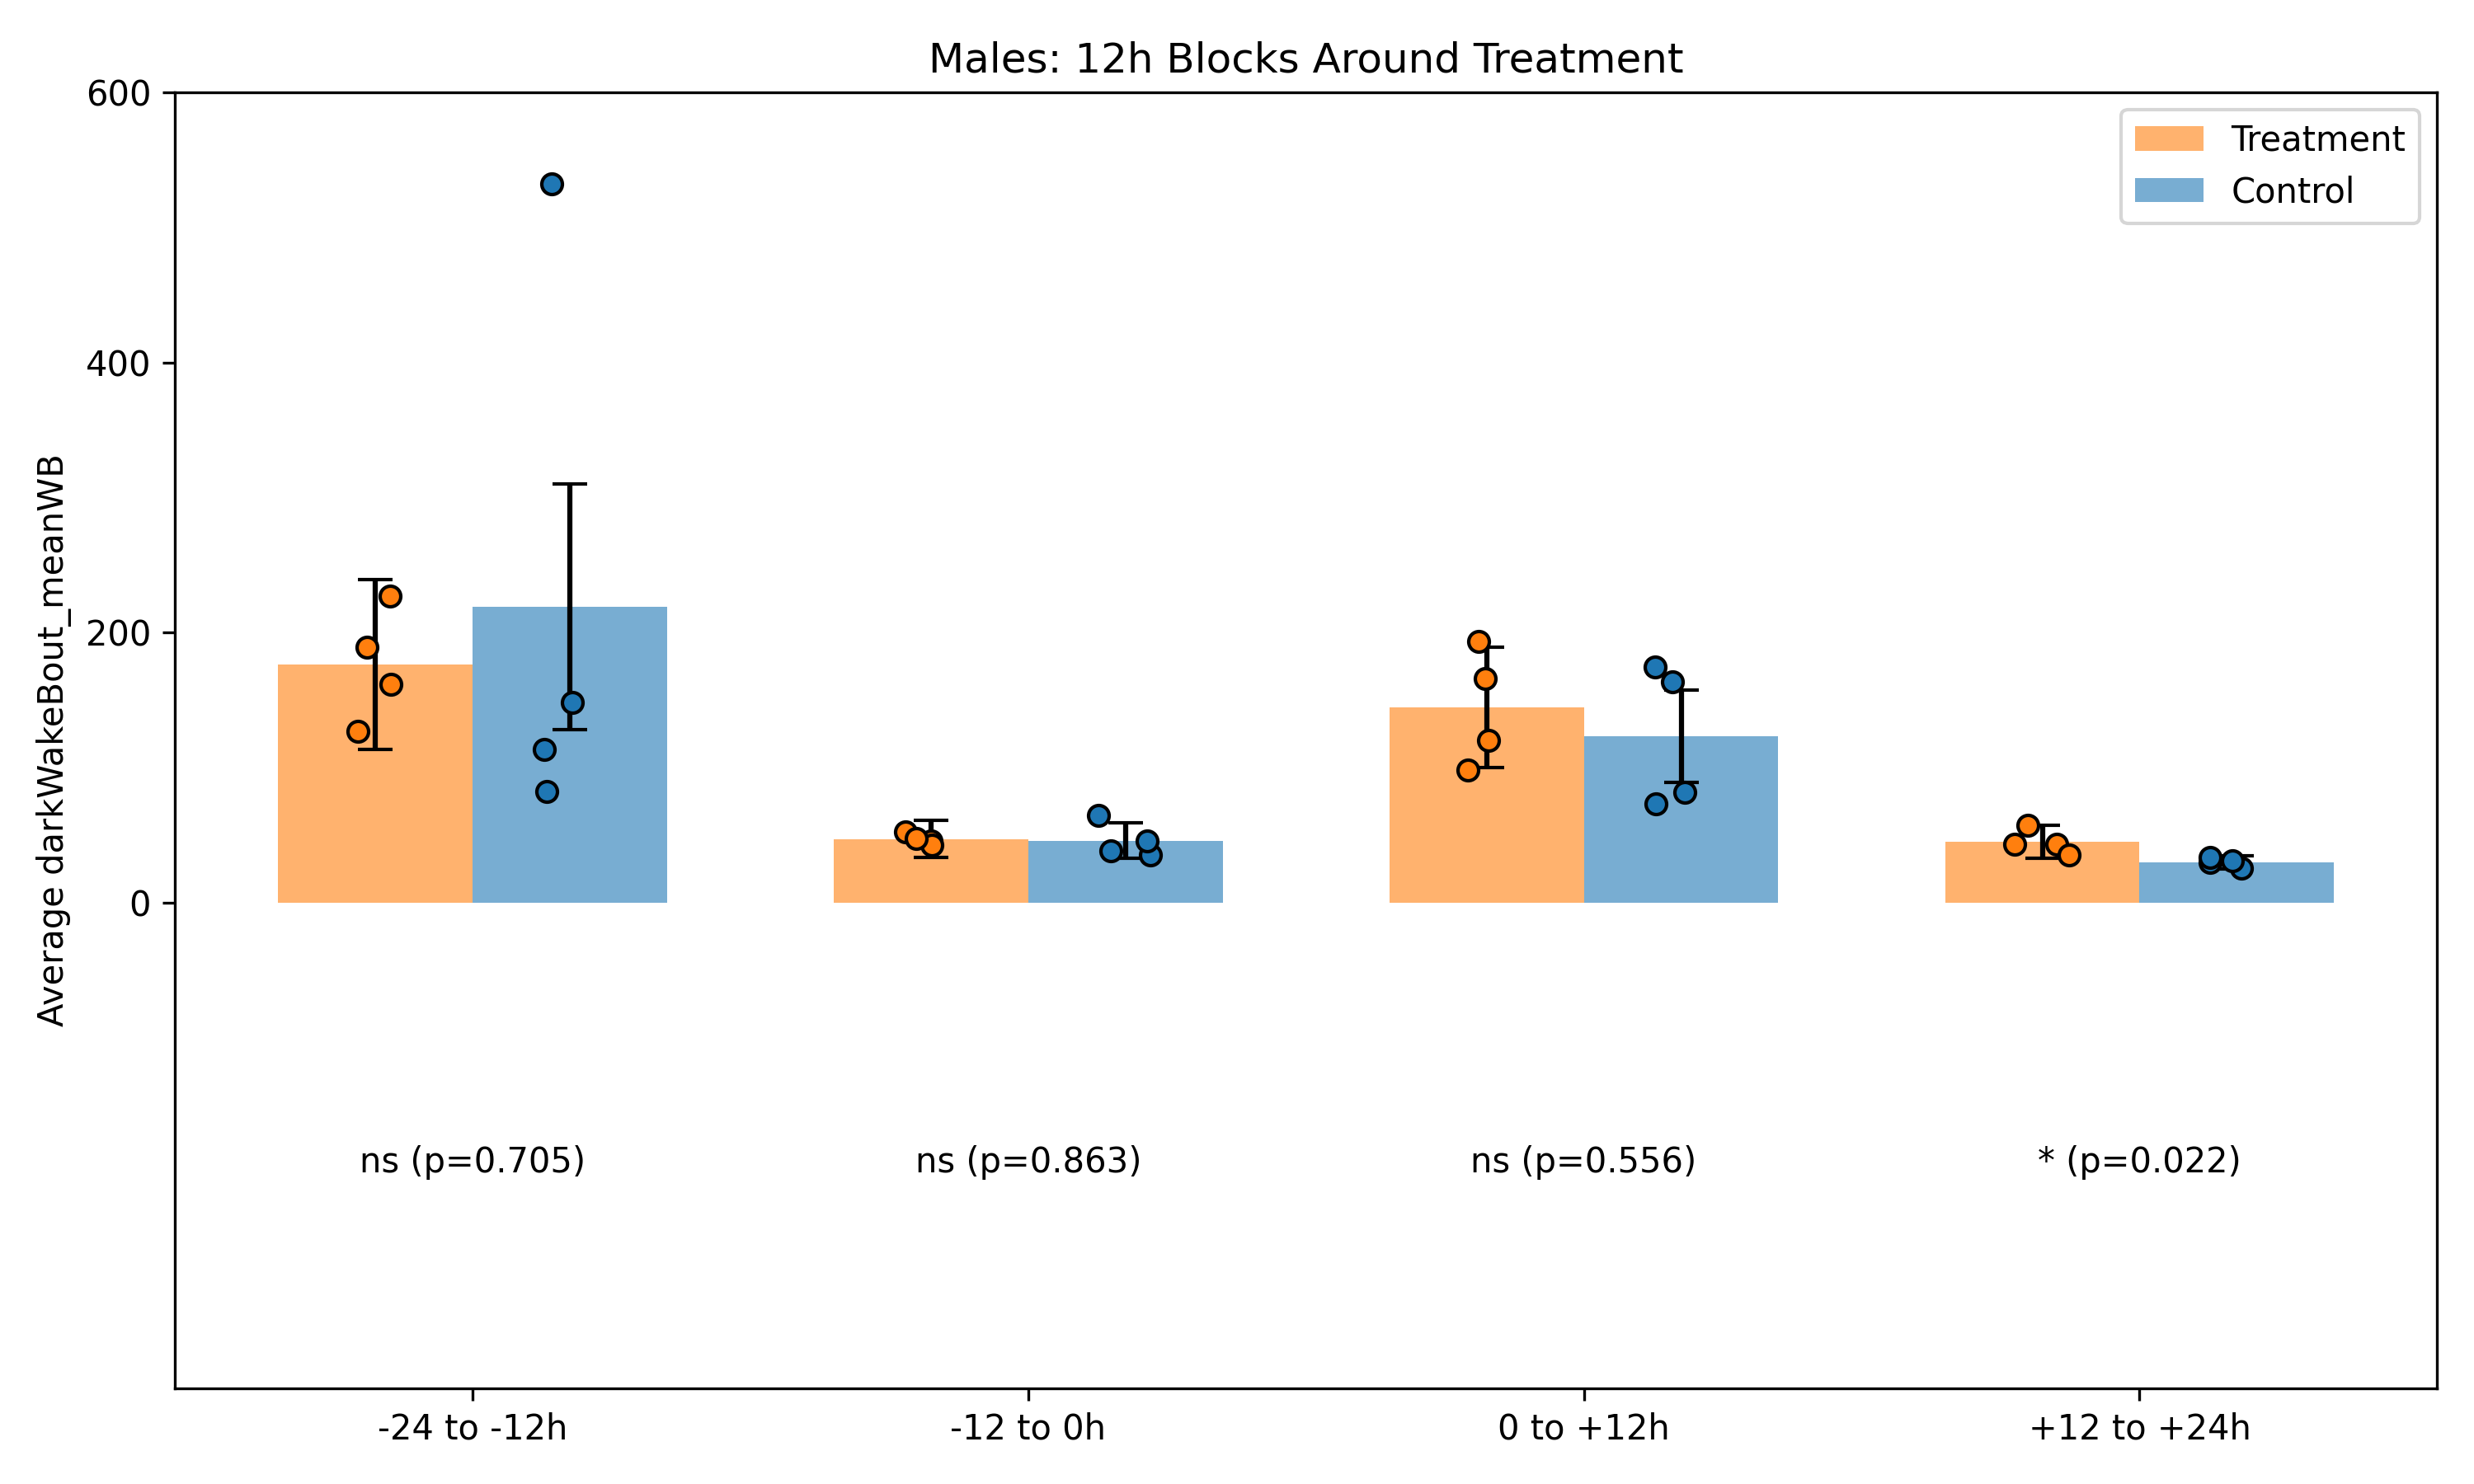 Males: 12h Blocks Around Treatment
Treatment
Control
Average darkWakeBout_meanWB
600
400
200
0
ns (p=0.705)
ns (p=0.863)
ns (p=0.556)
* (p=0.022)
-24 to -12h
-12 to 0h
0 to +12h
+12 to +24h